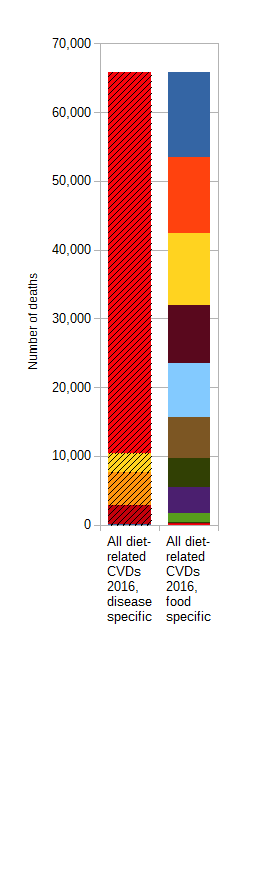 70,000
60,000
50,000
40,000
30,000
20,000
10,000
0
Number of deaths
All diet-
related
CVDs
2016,
disease
specific
All diet-
related
CVDs
2016,
food
specific